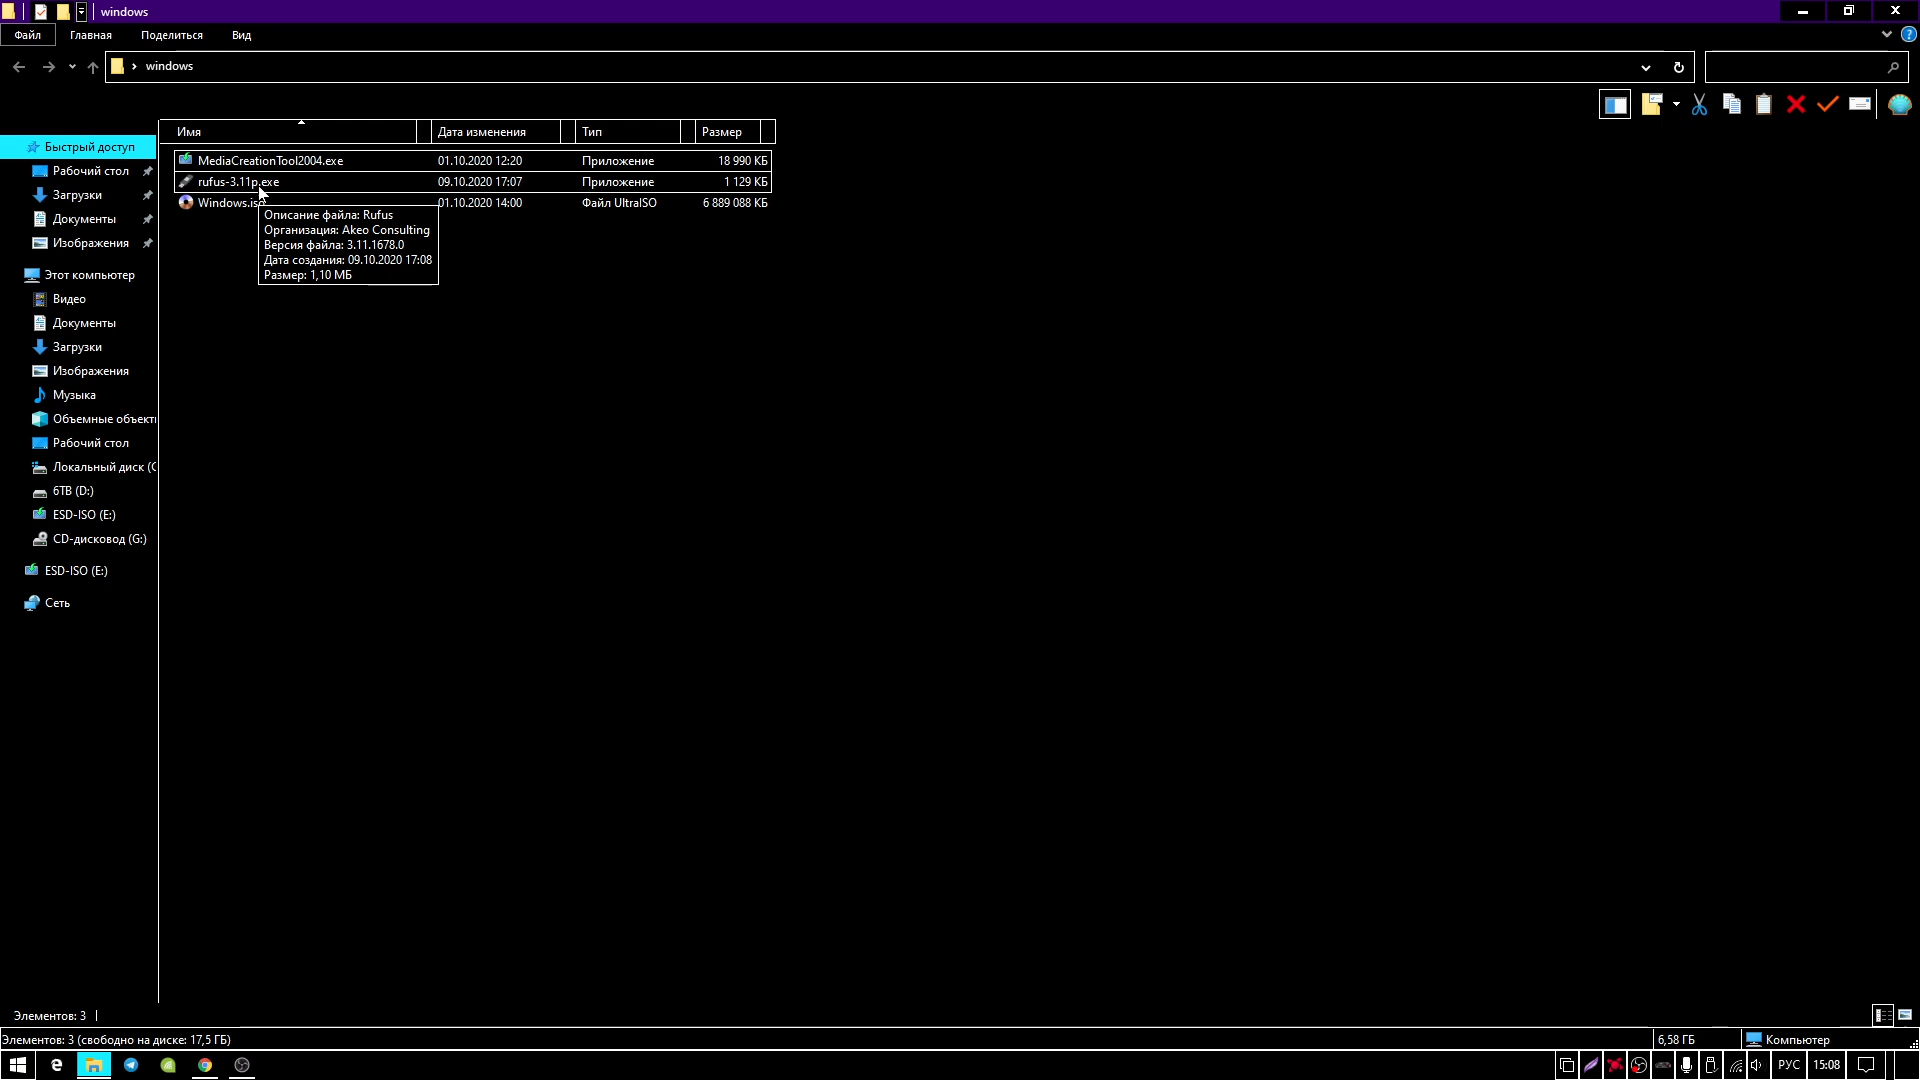 windows
Файл Главная Поделиться Вид
windows
Имя Дата изменения Тип Размер
MediaCreationTool2004.exe 01.10.2020 12:20 Приложение 18 990 КБ
rufus-3.11p.exe 09.10.2020 17:07 Приложение 1 129 КБ
Windows.iso 01.10.2020 14:00 Файл UltraISO 6 889 088 КБ
Описание файла: Rufus
Организация: Akeo Consulting
Версия файла: 3.11.1678.0
Дата создания: 09.10.2020 17:08
Размер: 1,10 МБ
Быстрый доступ
Рабочий стол
Загрузки
Документы
Изображения
Этот компьютер
Видео
Документы
Загрузки
Изображения
Музыка
Объемные объекты
Рабочий стол
Локальный диск (C
6TB (D:)
ESD-ISO (E:)
CD-дисковод (G:)
ESD-ISO (E:)
Сеть
Элементов: 3
Элементов: 3 (свободно на диске: 17,5 ГБ) 6,58 ГБ Компьютер
РУС 15:08